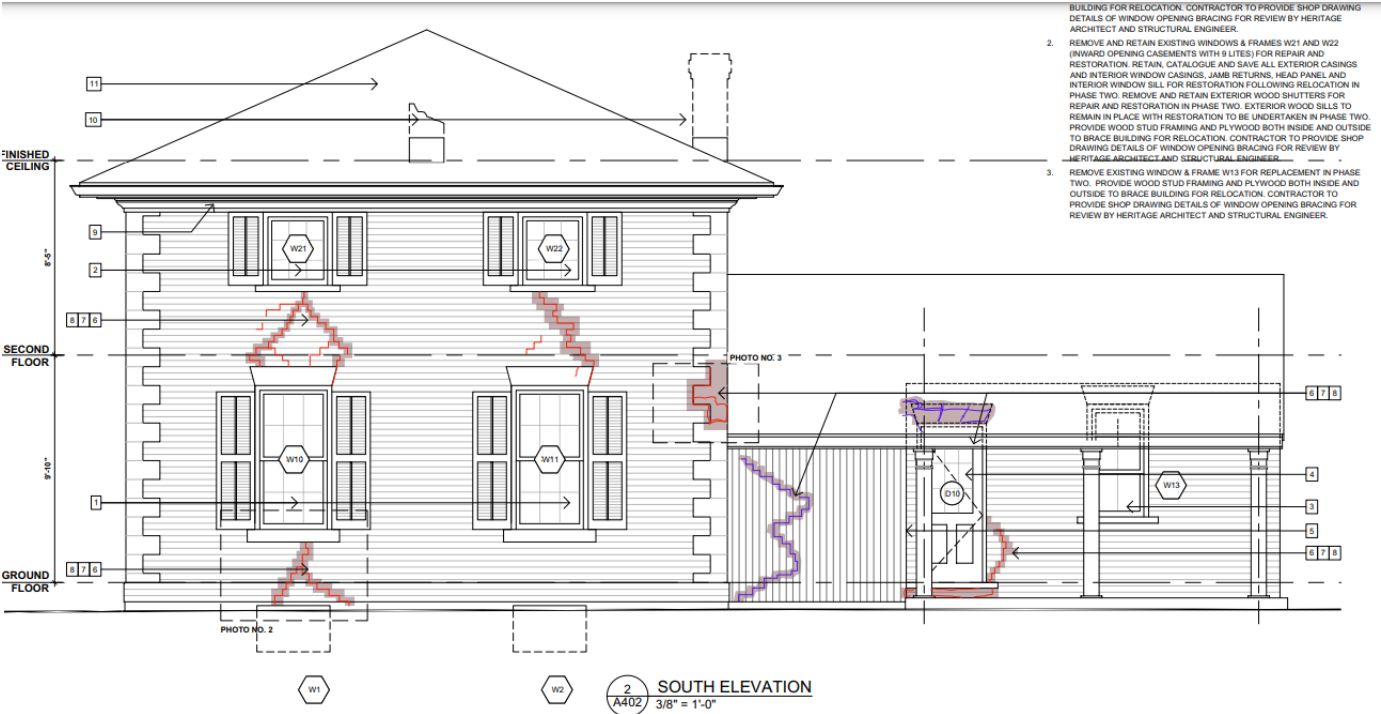 BUILDING FOR RELOCATION. CONTRACTOR TO PROVIDE SHOP DRAWING
DETAILS OF WINDOW OPENING BRACING FOR REVIEW BY HERITAGE
ARCHITECT AND STRUCTURAL ENGINEER.
2. REMOVE AND RETAIN EXISTING WINDOWS & FRAMES W21 AND W22
(INWARD OPENING CASEMENTS WITH 9 LITES) FOR REPAIR AND
RESTORATION. RETAIN, CATALOGUE AND SAVE ALL EXTERIOR CASINGS
AND INTERIOR WINDOW CASINGS, JAMB RETURNS, HEAD PANEL AND
INTERIOR WINDOW SILL FOR RESTORATION FOLLOWING RELOCATION IN
PHASE TWO. REMOVE AND RETAIN EXTERIOR WOOD SHUTTERS FOR
REPAIR AND RESTORATION IN PHASE TWO. EXTERIOR WOOD SILLS TO
REMAIN IN PLACE WITH RESTORATION TO BE UNDERTAKEN IN PHASE TWO.
PROVIDE WOOD STUD FRAMING AND PLYWOOD BOTH INSIDE AND OUTSIDE
TO BRACE BUILDING FOR RELOCATION. CONTRACTOR TO PROVIDE SHOP
DRAWING DETAILS OF WINDOW OPENING BRACING FOR REVIEW BY
HERITAGE ARCHITECT AND STRUCTURAL ENGINEER.
3. REMOVE EXISTING WINDOW & FRAME W13 FOR REPLACEMENT IN PHASE
TWO. PROVIDE WOOD STUD FRAMING AND PLYWOOD BOTH INSIDE AND
OUTSIDE TO BRACE BUILDING FOR RELOCATION. CONTRACTOR TO
PROVIDE SHOP DRAWING DETAILS OF WINDOW OPENING BRACING FOR
REVIEW BY HERITAGE ARCHITECT AND STRUCTURAL ENGINEER.
11
10
FINISHED
CEILING
9
8'-5"
W21
W22
2
8 7 6
SECOND
FLOOR
PHOTO NO. 3
6 7 8
9'-10"
W10
W11
4
D10
W13
1
3
5
6 7 8
8 7 6
GROUND
FLOOR
PHOTO NO. 2
W1
W2
2
A402
SOUTH ELEVATION
3/8" = 1'-0"